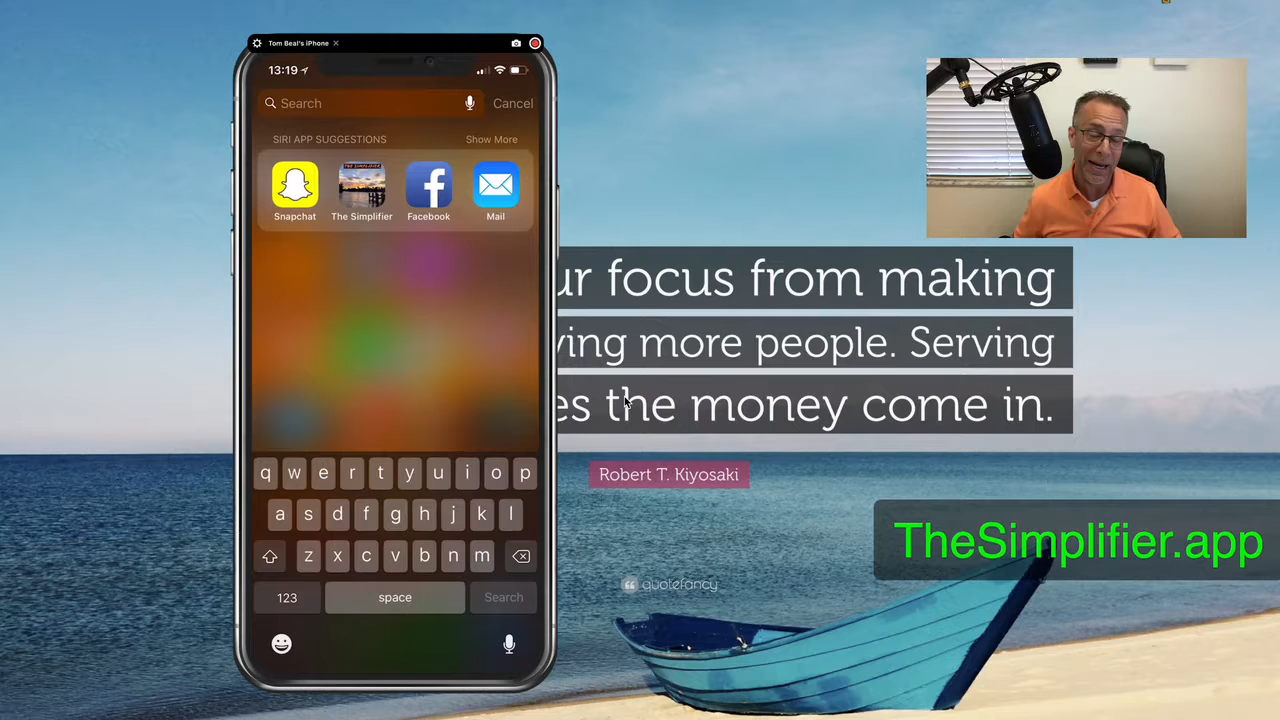 Tom Beal's iPhone
13:19
Search
Cancel
SIRI APP SUGGESTIONS
Show More
THE SIMPLIFIER
Snapchat
The Simplifier
Facebook
Mail
ur focus from making
ving more people. Serving
es the money come in.
Robert T. Kiyosaki
q w e r t y u i o p
a s d f g h j k l
z x c v b n m
123
space
Search
TheSimplifier.app
quotefancy